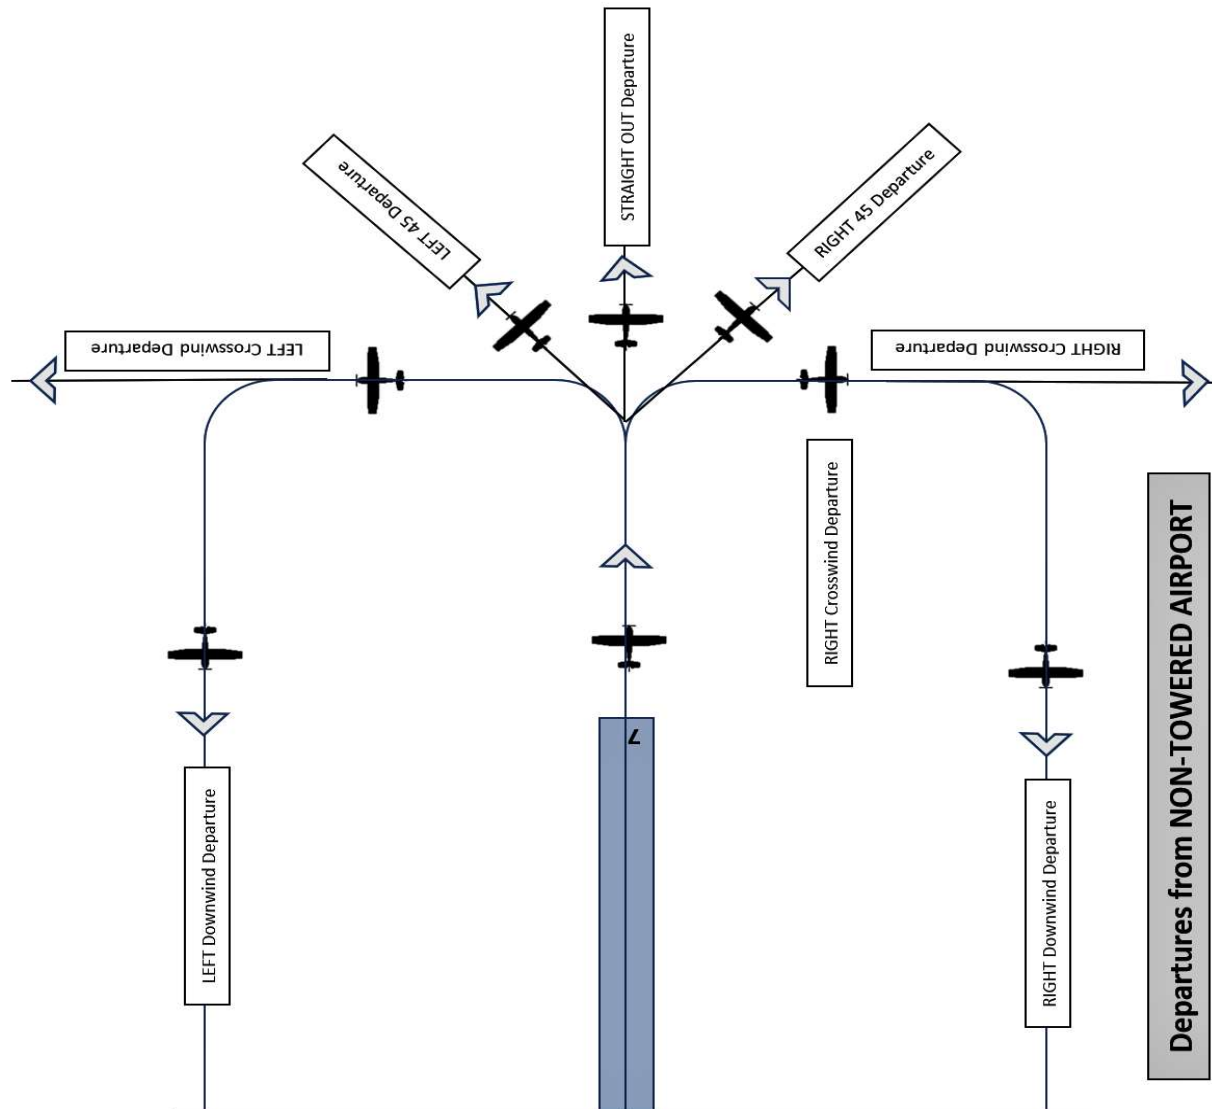 STRAIGHT OUT Departure
LEFT 45 Departure
RIGHT 45 Departure
LEFT Crosswind Departure
RIGHT Crosswind Departure
RIGHT Crosswind Departure
Departures from NON-TOWERED AIRPORT
7
LEFT Downwind Departure
RIGHT Downwind Departure